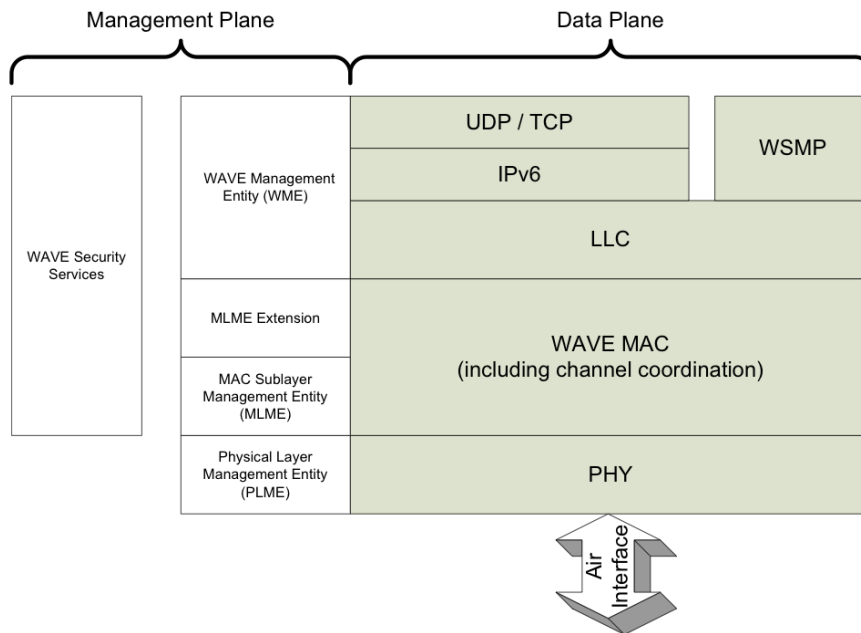 Management Plane
Data Plane
WAVE Security
Services
WAVE Management
Entity (WME)
MLME Extension
MAC Sublayer
Management Entity
(MLME)
Physical Layer
Management Entity
(PLME)
UDP / TCP
IPv6
WSMP
LLC
WAVE MAC
(including channel coordination)
PHY
Air
Interface